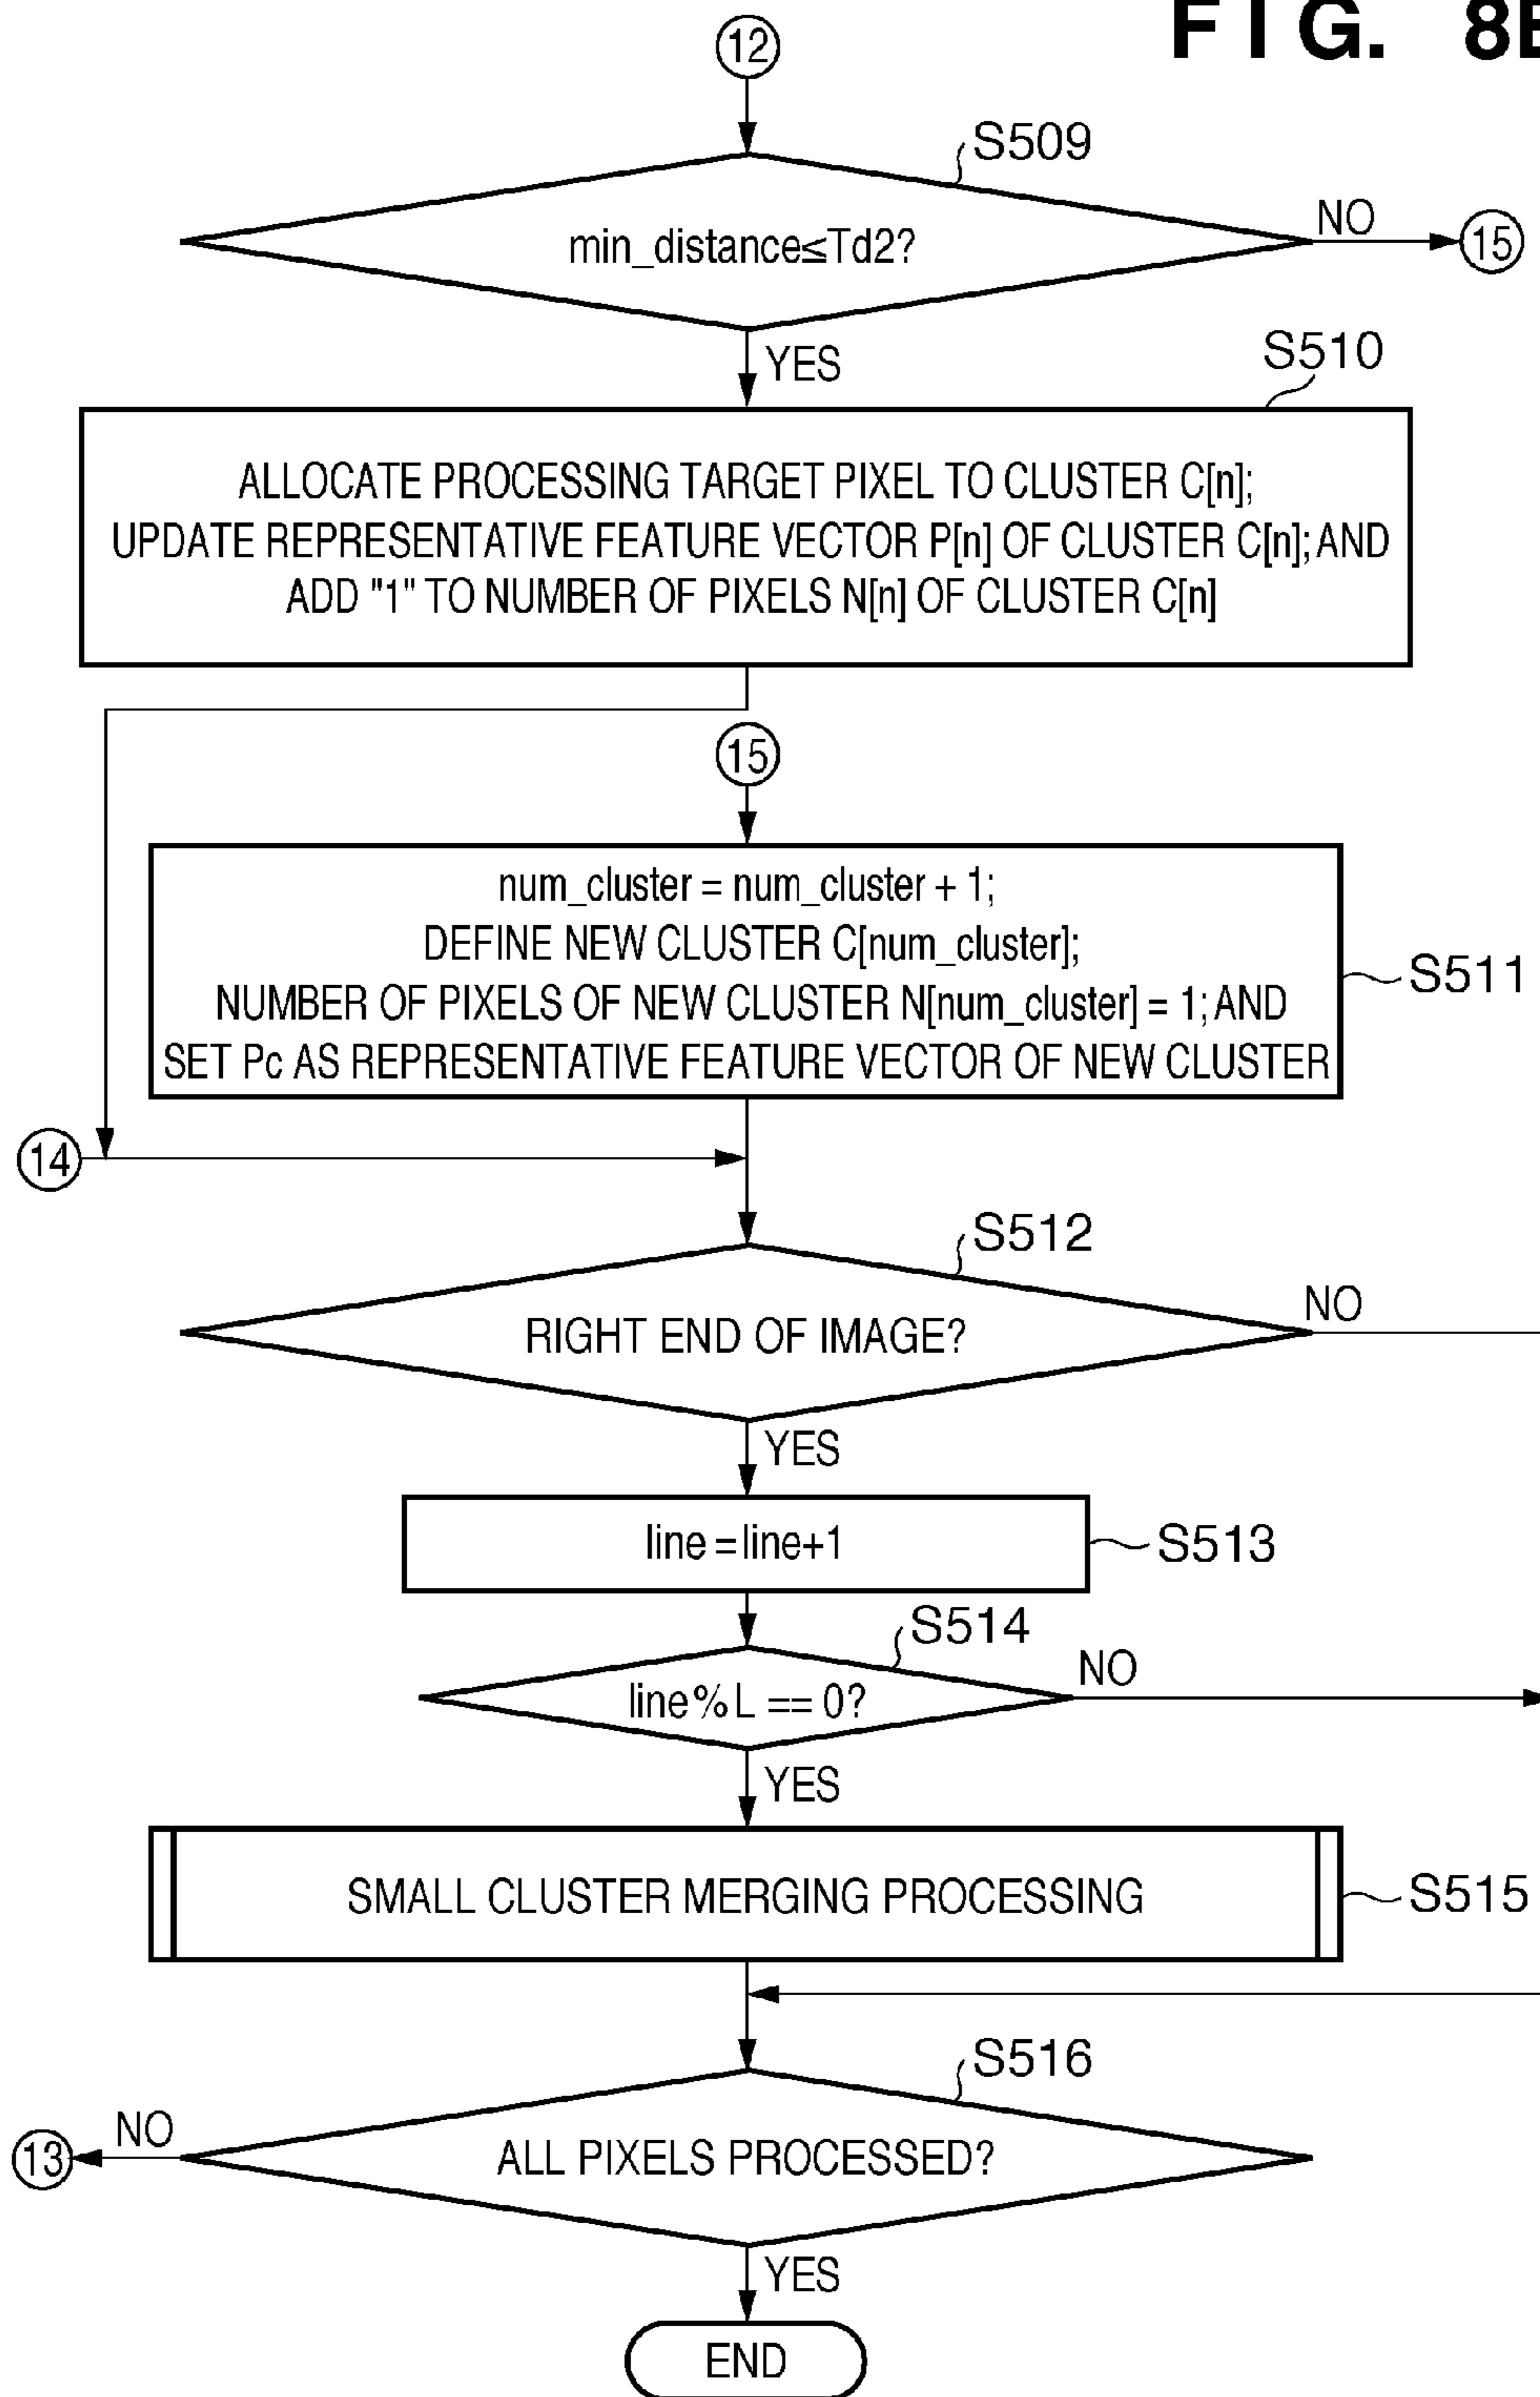 FIG. 8B
12
S509
min_distance≤Td2?
NO
15
YES
S510
ALLOCATE PROCESSING TARGET PIXEL TO CLUSTER C[n];
UPDATE REPRESENTATIVE FEATURE VECTOR P[n] OF CLUSTER C[n]; AND
ADD "1" TO NUMBER OF PIXELS N[n] OF CLUSTER C[n]
15
num_cluster = num_cluster + 1;
DEFINE NEW CLUSTER C[num_cluster];
NUMBER OF PIXELS OF NEW CLUSTER N[num_cluster] = 1; AND
SET Pc AS REPRESENTATIVE FEATURE VECTOR OF NEW CLUSTER
S511
14
S512
RIGHT END OF IMAGE?
NO
YES
line = line+1
S513
S514
line%L == 0?
NO
YES
SMALL CLUSTER MERGING PROCESSING
S515
S516
ALL PIXELS PROCESSED?
NO
13
YES
END